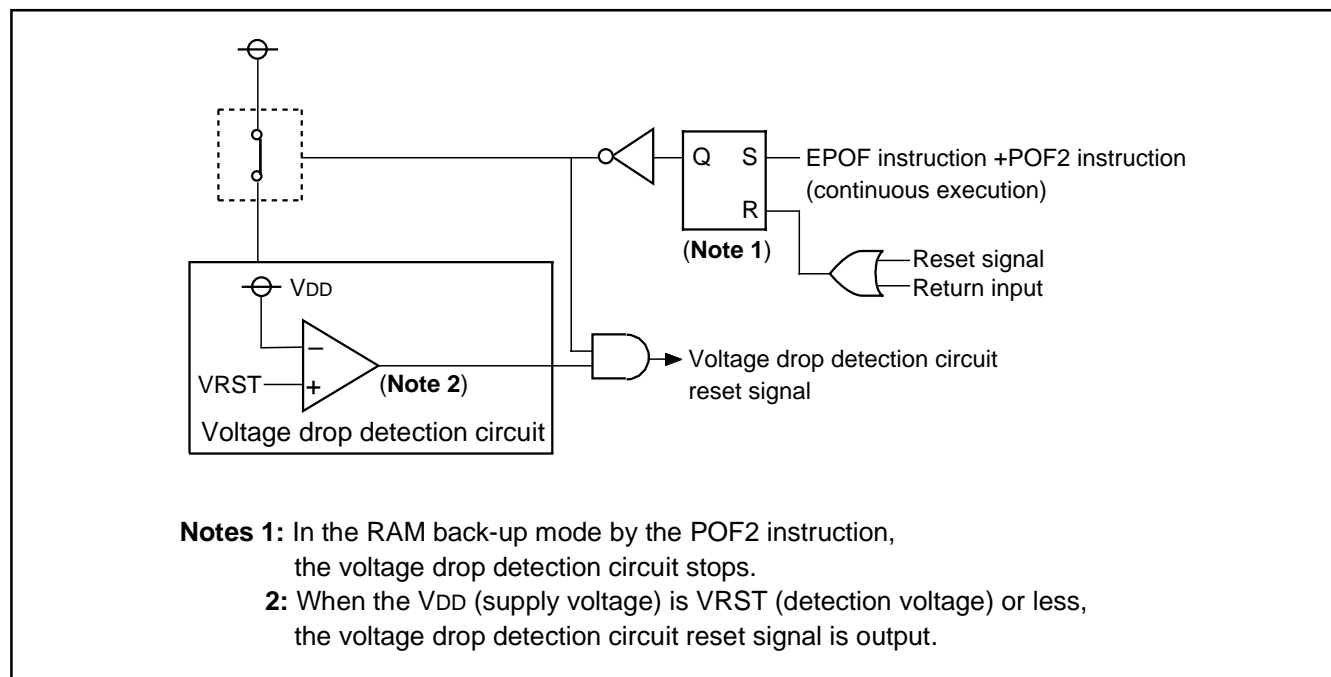 Q S EPOF instruction +POF2 instruction
(continuous execution)
R
(Note 1)
Reset signal
Return input
VDD
−
VRST + (Note 2)
Voltage drop detection circuit
reset signal
Voltage drop detection circuit
Notes 1: In the RAM back-up mode by the POF2 instruction,
the voltage drop detection circuit stops.
2: When the VDD (supply voltage) is VRST (detection voltage) or less,
the voltage drop detection circuit reset signal is output.